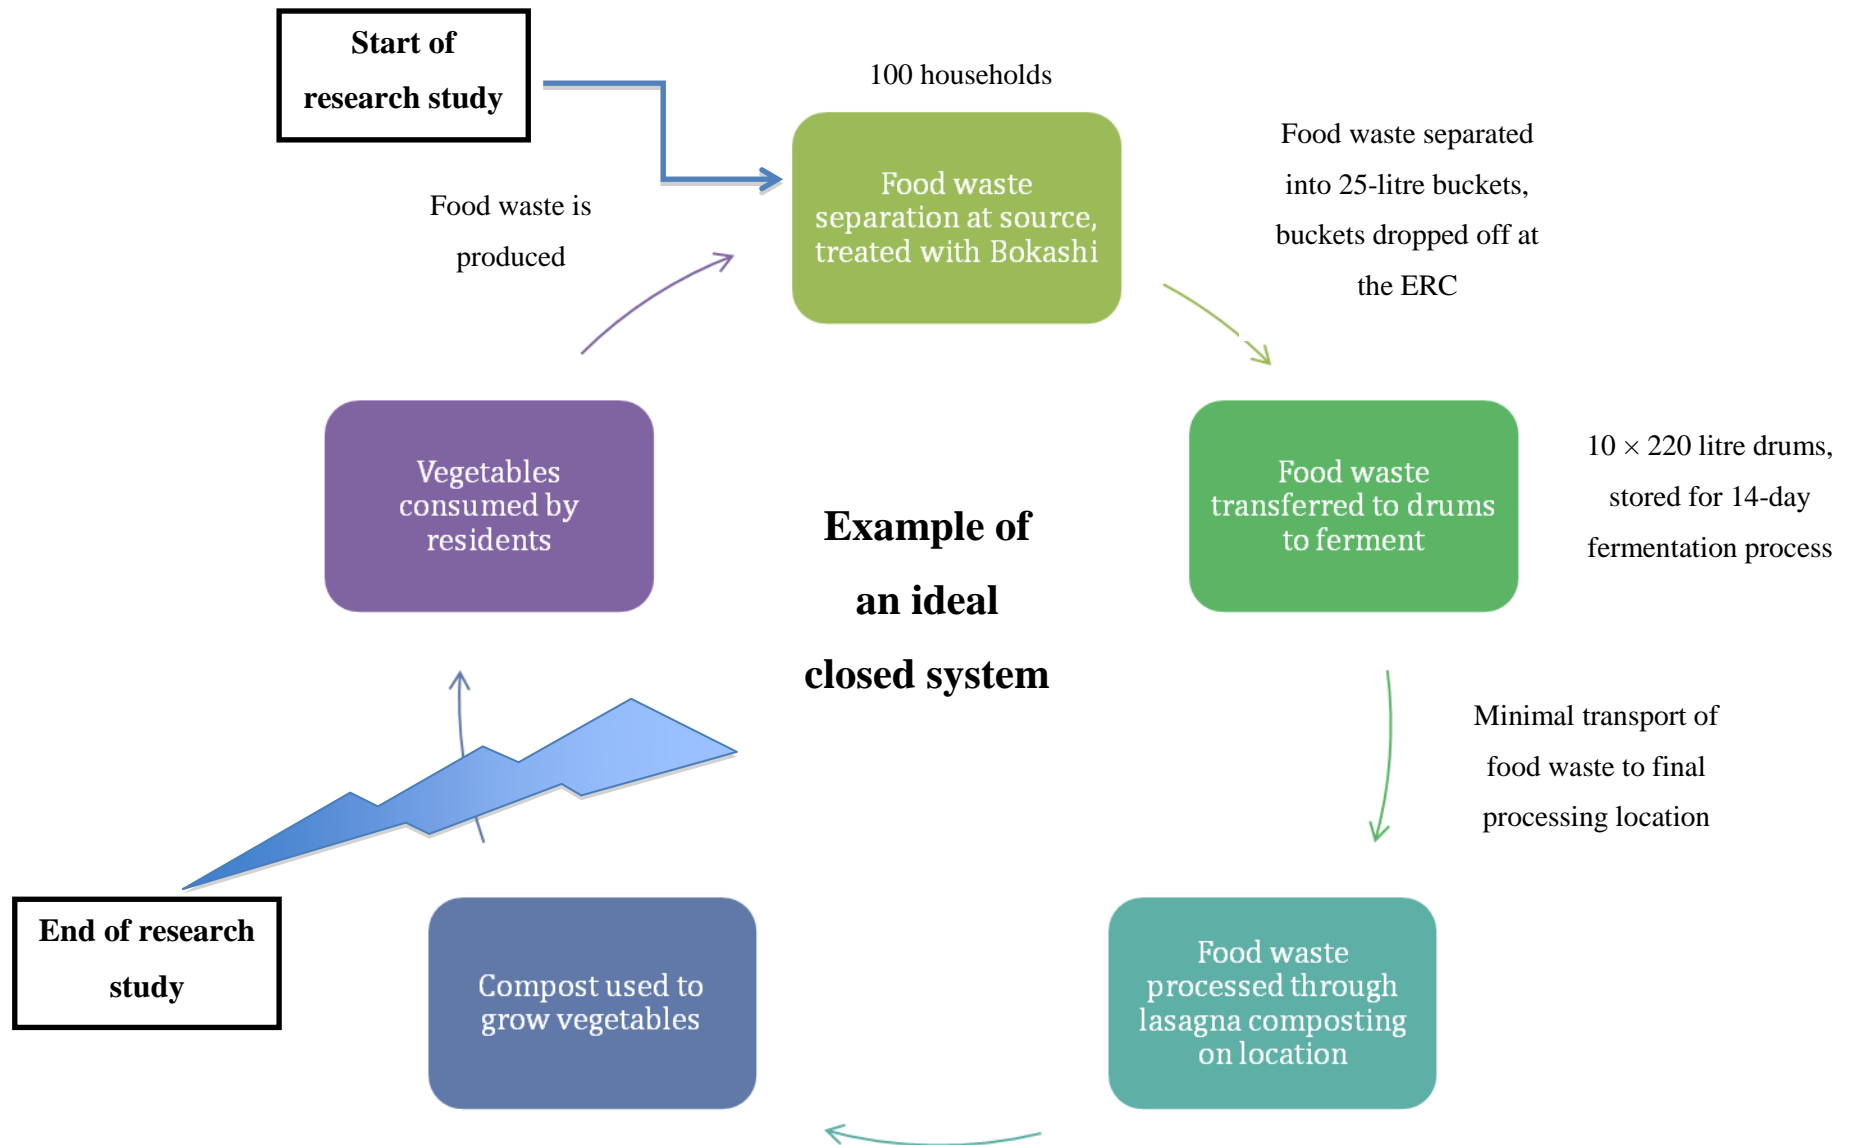 Start of
research study
100 households
Food waste
separation at source,
treated with Bokashi
Food waste separated
into 25-litre buckets,
buckets dropped off at
the ERC
Food waste is
produced
Vegetables
consumed by
residents
Example of
an ideal
closed system
Food waste
transferred to drums
to ferment
10 × 220 litre drums,
stored for 14-day
fermentation process
Minimal transport of
food waste to final
processing location
End of research
study
Compost used to
grow vegetables
Food waste
processed through
lasagna composting
on location